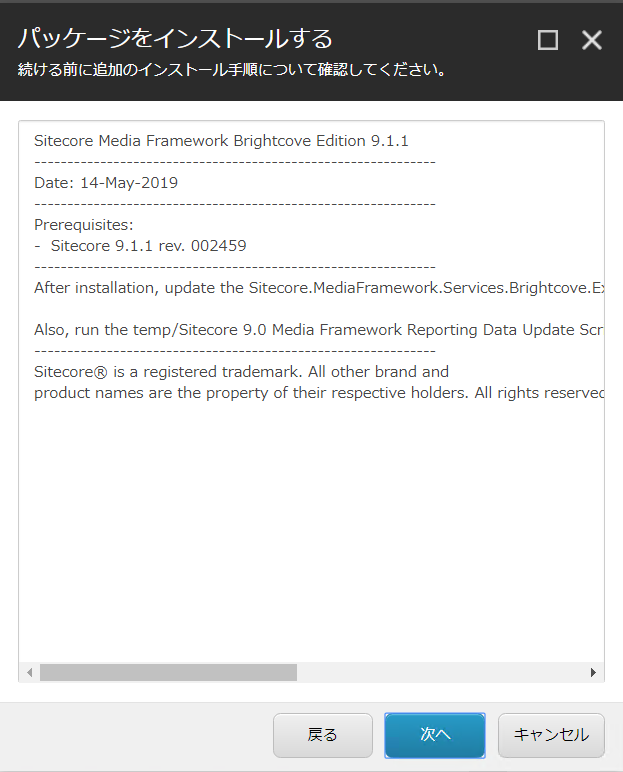 パッケージをインストールする
続ける前に追加のインストール手順について確認してください。
Sitecore Media Framework Brightcove Edition 9.1.1
-------------------------------------------------------------
Date: 14-May-2019
-------------------------------------------------------------
Prerequisites:
- Sitecore 9.1.1 rev. 002459
-------------------------------------------------------------
After installation, update the Sitecore.MediaFramework.Services.Brightcove.
Also, run the temp/Sitecore 9.0 Media Framework Reporting Data Update
-------------------------------------------------------------
Sitecore® is a registered trademark. All other brand and
product names are the property of their respective holders. All rights reserved
戻る
次へ
キャンセル